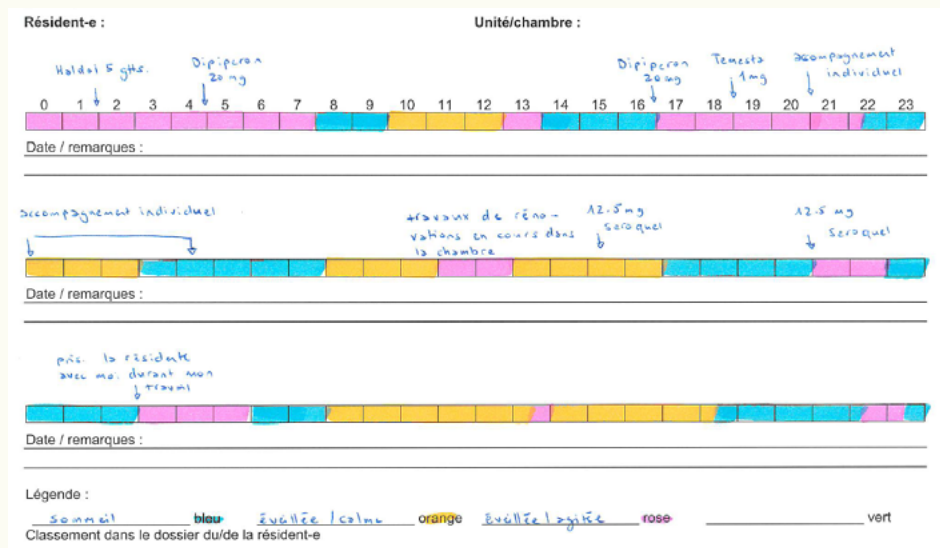 Résident-e : Unité/chambre :
Haldol 5 gtts. Dipiperon 20 mg Dipiperon 20mg Temesta 1mg accompagnement individuel
0 1 2 3 4 5 6 7 8 9 10 11 12 13 14 15 16 17 18 19 20 21 22 23
Date / remarques :
accompagnement individuel
travaux de réno-
vations en cours dans
la chambre
12.5 mg
Seroquel
12.5 mg
Seroquel
Date / remarques :
pris la résidente
avec moi durant mon
travail
Date / remarques :
Légende :
sommeil bleu éveillée / calme orange éveillée / agitée rose vert
Classement dans le dossier du/de la résident-e